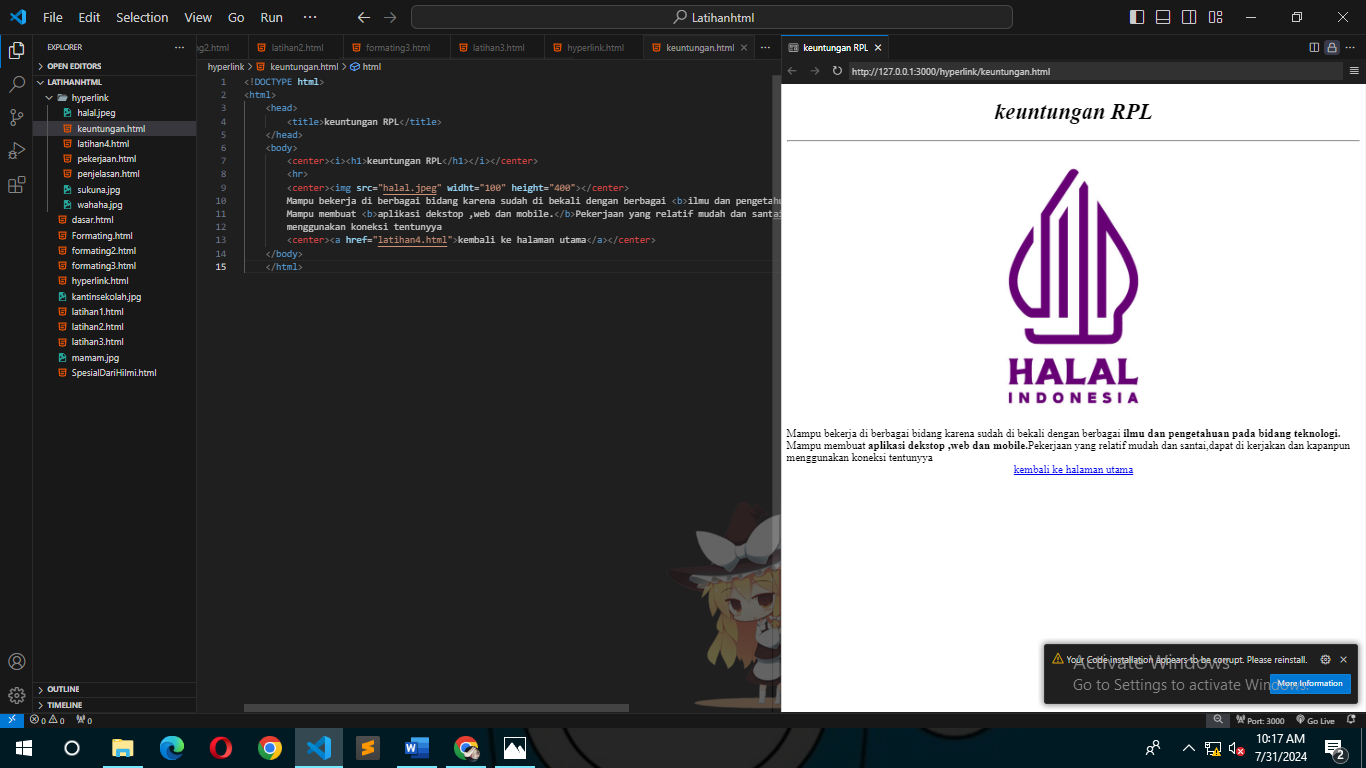 File Edit Selection View Go Run ··· Latihanhtml
EXPLORER
OPEN EDITORS
LATIHANHTML
hyperlink
halal.jpeg
keuntungan.html
latihan4.html
pekerjaan.html
penjelasan.html
sukuna.jpg
wahaha.jpg
dasar.html
Formating.html
formating2.html
formating3.html
hyperlink.html
kantinsekolah.jpg
latihan1.html
latihan2.html
latihan3.html
mamam.jpg
SpesialDariHilmi.html
OUTLINE
TIMELINE
ng2.html latihan2.html formating3.html latihan3.html hyperlink.html keuntungan.html
hyperlink > keuntungan.html > html
1 <!DOCTYPE html>
2 <html>
3 <head>
4 <title>keuntungan RPL</title>
5 </head>
6 <body>
7 <center><i><h1>keuntungan RPL</h1></i></center>
8 <hr>
9 <center><img src="halal.jpeg" widht="100" height="400"></center>
10 Mampu bekerja di berbagai bidang karena sudah di bekali dengan berbagai <b>ilmu dan pengetahu
11 Mampu membuat <b>aplikasi dekstop ,web dan mobile.</b>Pekerjaan yang relatif mudah dan santai
12 menggunakan koneksi tentunyya
13 <center><a href="latihan4.html">kembali ke halaman utama</a></center>
14 </body>
15 </html>
keuntungan RPL
http://127.0.0.1:3000/hyperlink/keuntungan.html
keuntungan RPL
HALAL
INDONESIA
Mampu bekerja di berbagai bidang karena sudah di bekali dengan berbagai ilmu dan pengetahuan pada bidang teknologi.
Mampu membuat aplikasi dekstop ,web dan mobile.Pekerjaan yang relatif mudah dan santai,dapat di kerjakan dan kapanpun
menggunakan koneksi tentunyya
kembali ke halaman utama
Your Code installation appears to be corrupt. Please reinstall.
More Information
Activate Windows
Go to Settings to activate Windows.
0 0 0 Port: 3000 Go Live
10:17 AM
7/31/2024
2